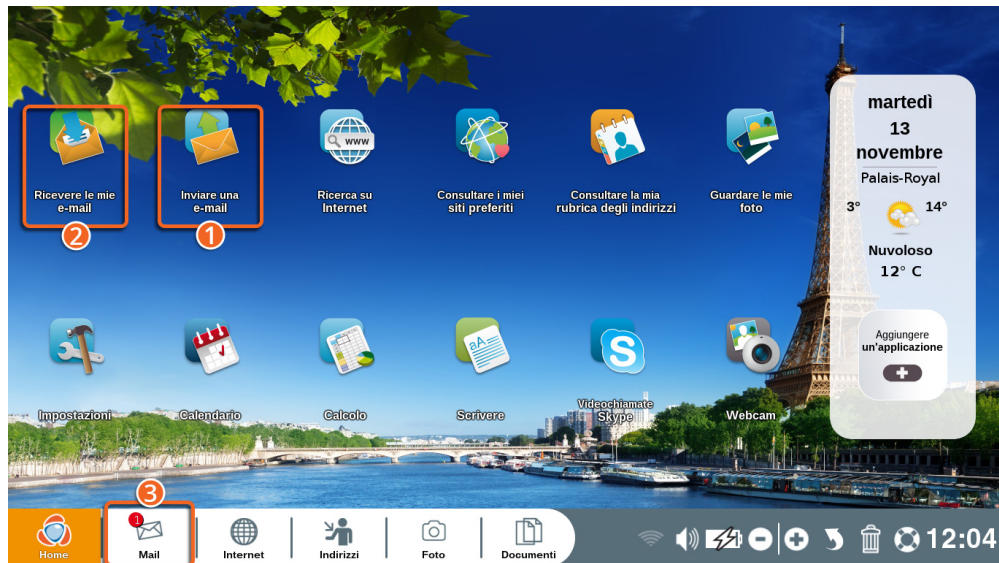 martedì
13
novembre
Palais-Royal
3°
14°
Nuvoloso
12° C
Aggiungere
un'applicazione
Ricevere le mie
e-mail
2
Inviare una
e-mail
1
www
Ricerca su
Internet
Consultare i miei
siti preferiti
Consultare la mia
rubrica degli indirizzi
Guardare le mie
foto
Impostazioni
Calendario
Calcolo
aA
Scrivere
S
Videochiamate
Skype
Webcam
3
Home
1
Mail
Internet
Indirizzi
Foto
Documenti
12:04